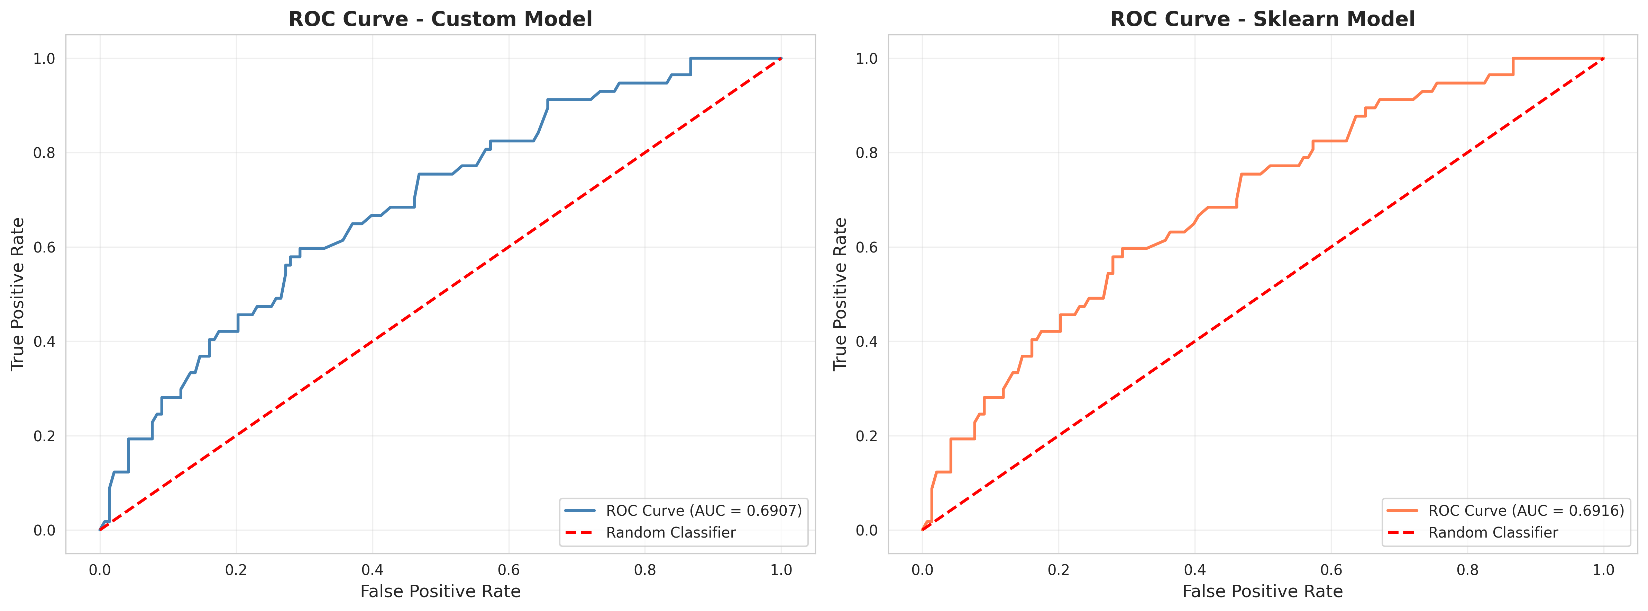 ROC Curve - Custom Model
True Positive Rate
1.0
0.8
0.6
0.4
0.2
0.0
ROC Curve (AUC = 0.6907)
Random Classifier
0.0 0.2 0.4 0.6 0.8 1.0
False Positive Rate
ROC Curve - Sklearn Model
True Positive Rate
1.0
0.8
0.6
0.4
0.2
0.0
ROC Curve (AUC = 0.6916)
Random Classifier
0.0 0.2 0.4 0.6 0.8 1.0
False Positive Rate